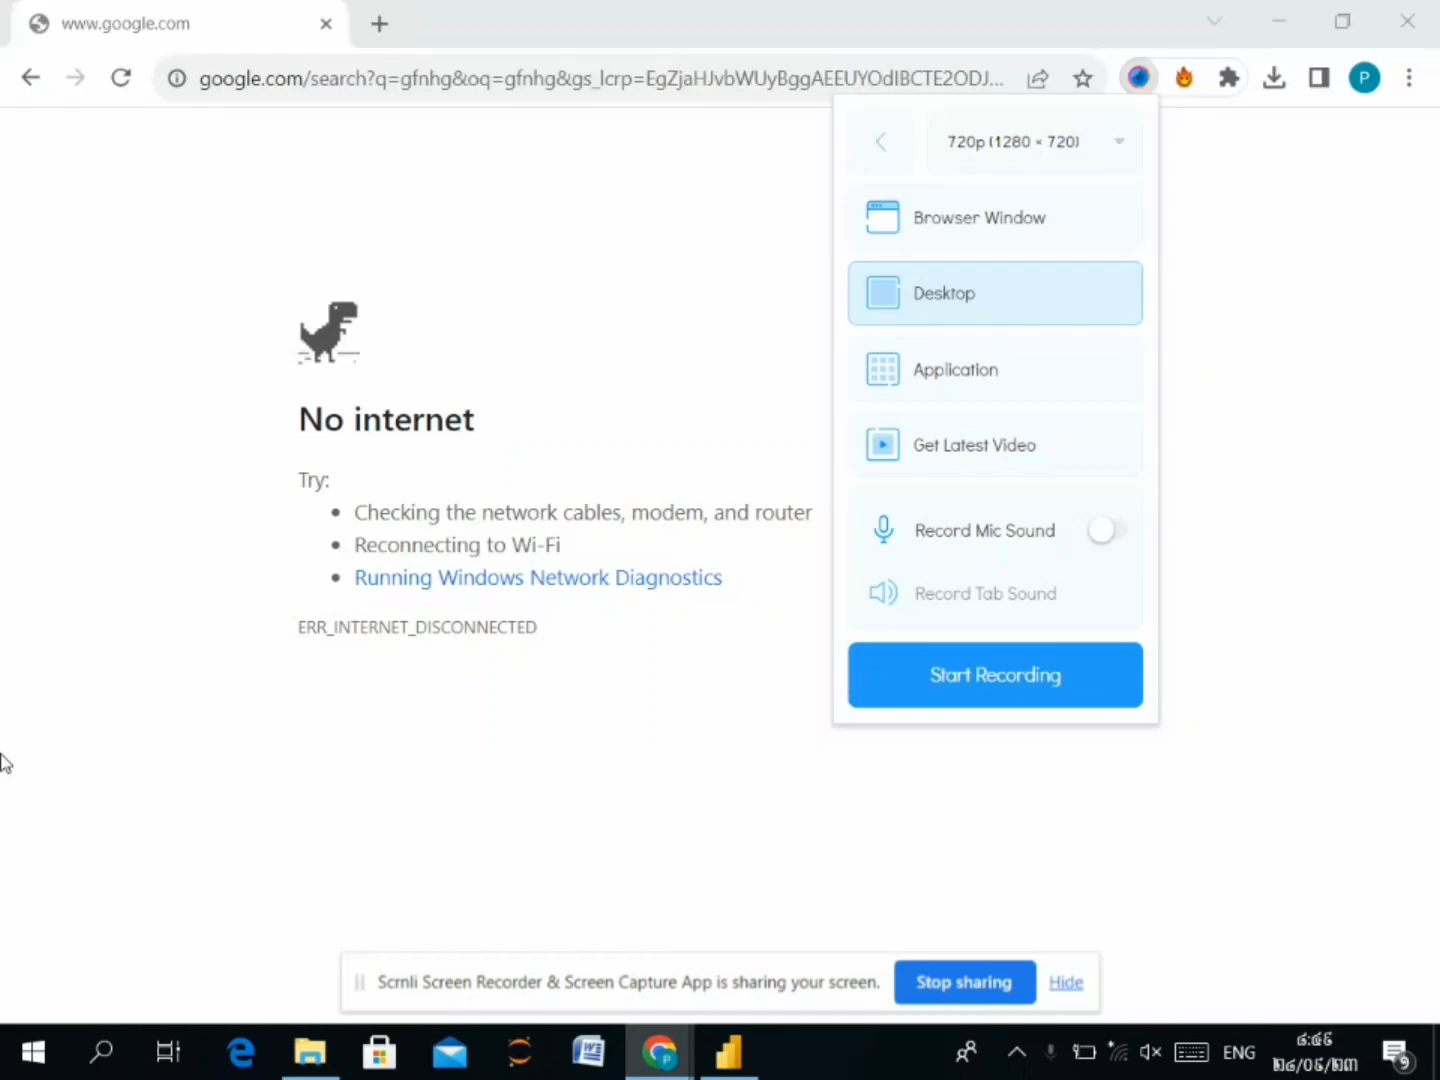 www.google.com
google.com/search?q=gfnhg&oq=gfnhg&gs_lcrp=EgZjaHJvbWUyBggAEEUYOdIBCTE2ODJ...
P
720p (1280 × 720)
Browser Window
Desktop
Application
Get Latest Video
Record Mic Sound
Record Tab Sound
Start Recording
No internet
Try:
Checking the network cables, modem, and router
Reconnecting to Wi-Fi
Running Windows Network Diagnostics
ERR_INTERNET_DISCONNECTED
Scrnli Screen Recorder & Screen Capture App is sharing your screen.
Stop sharing
Hide
ENG
9